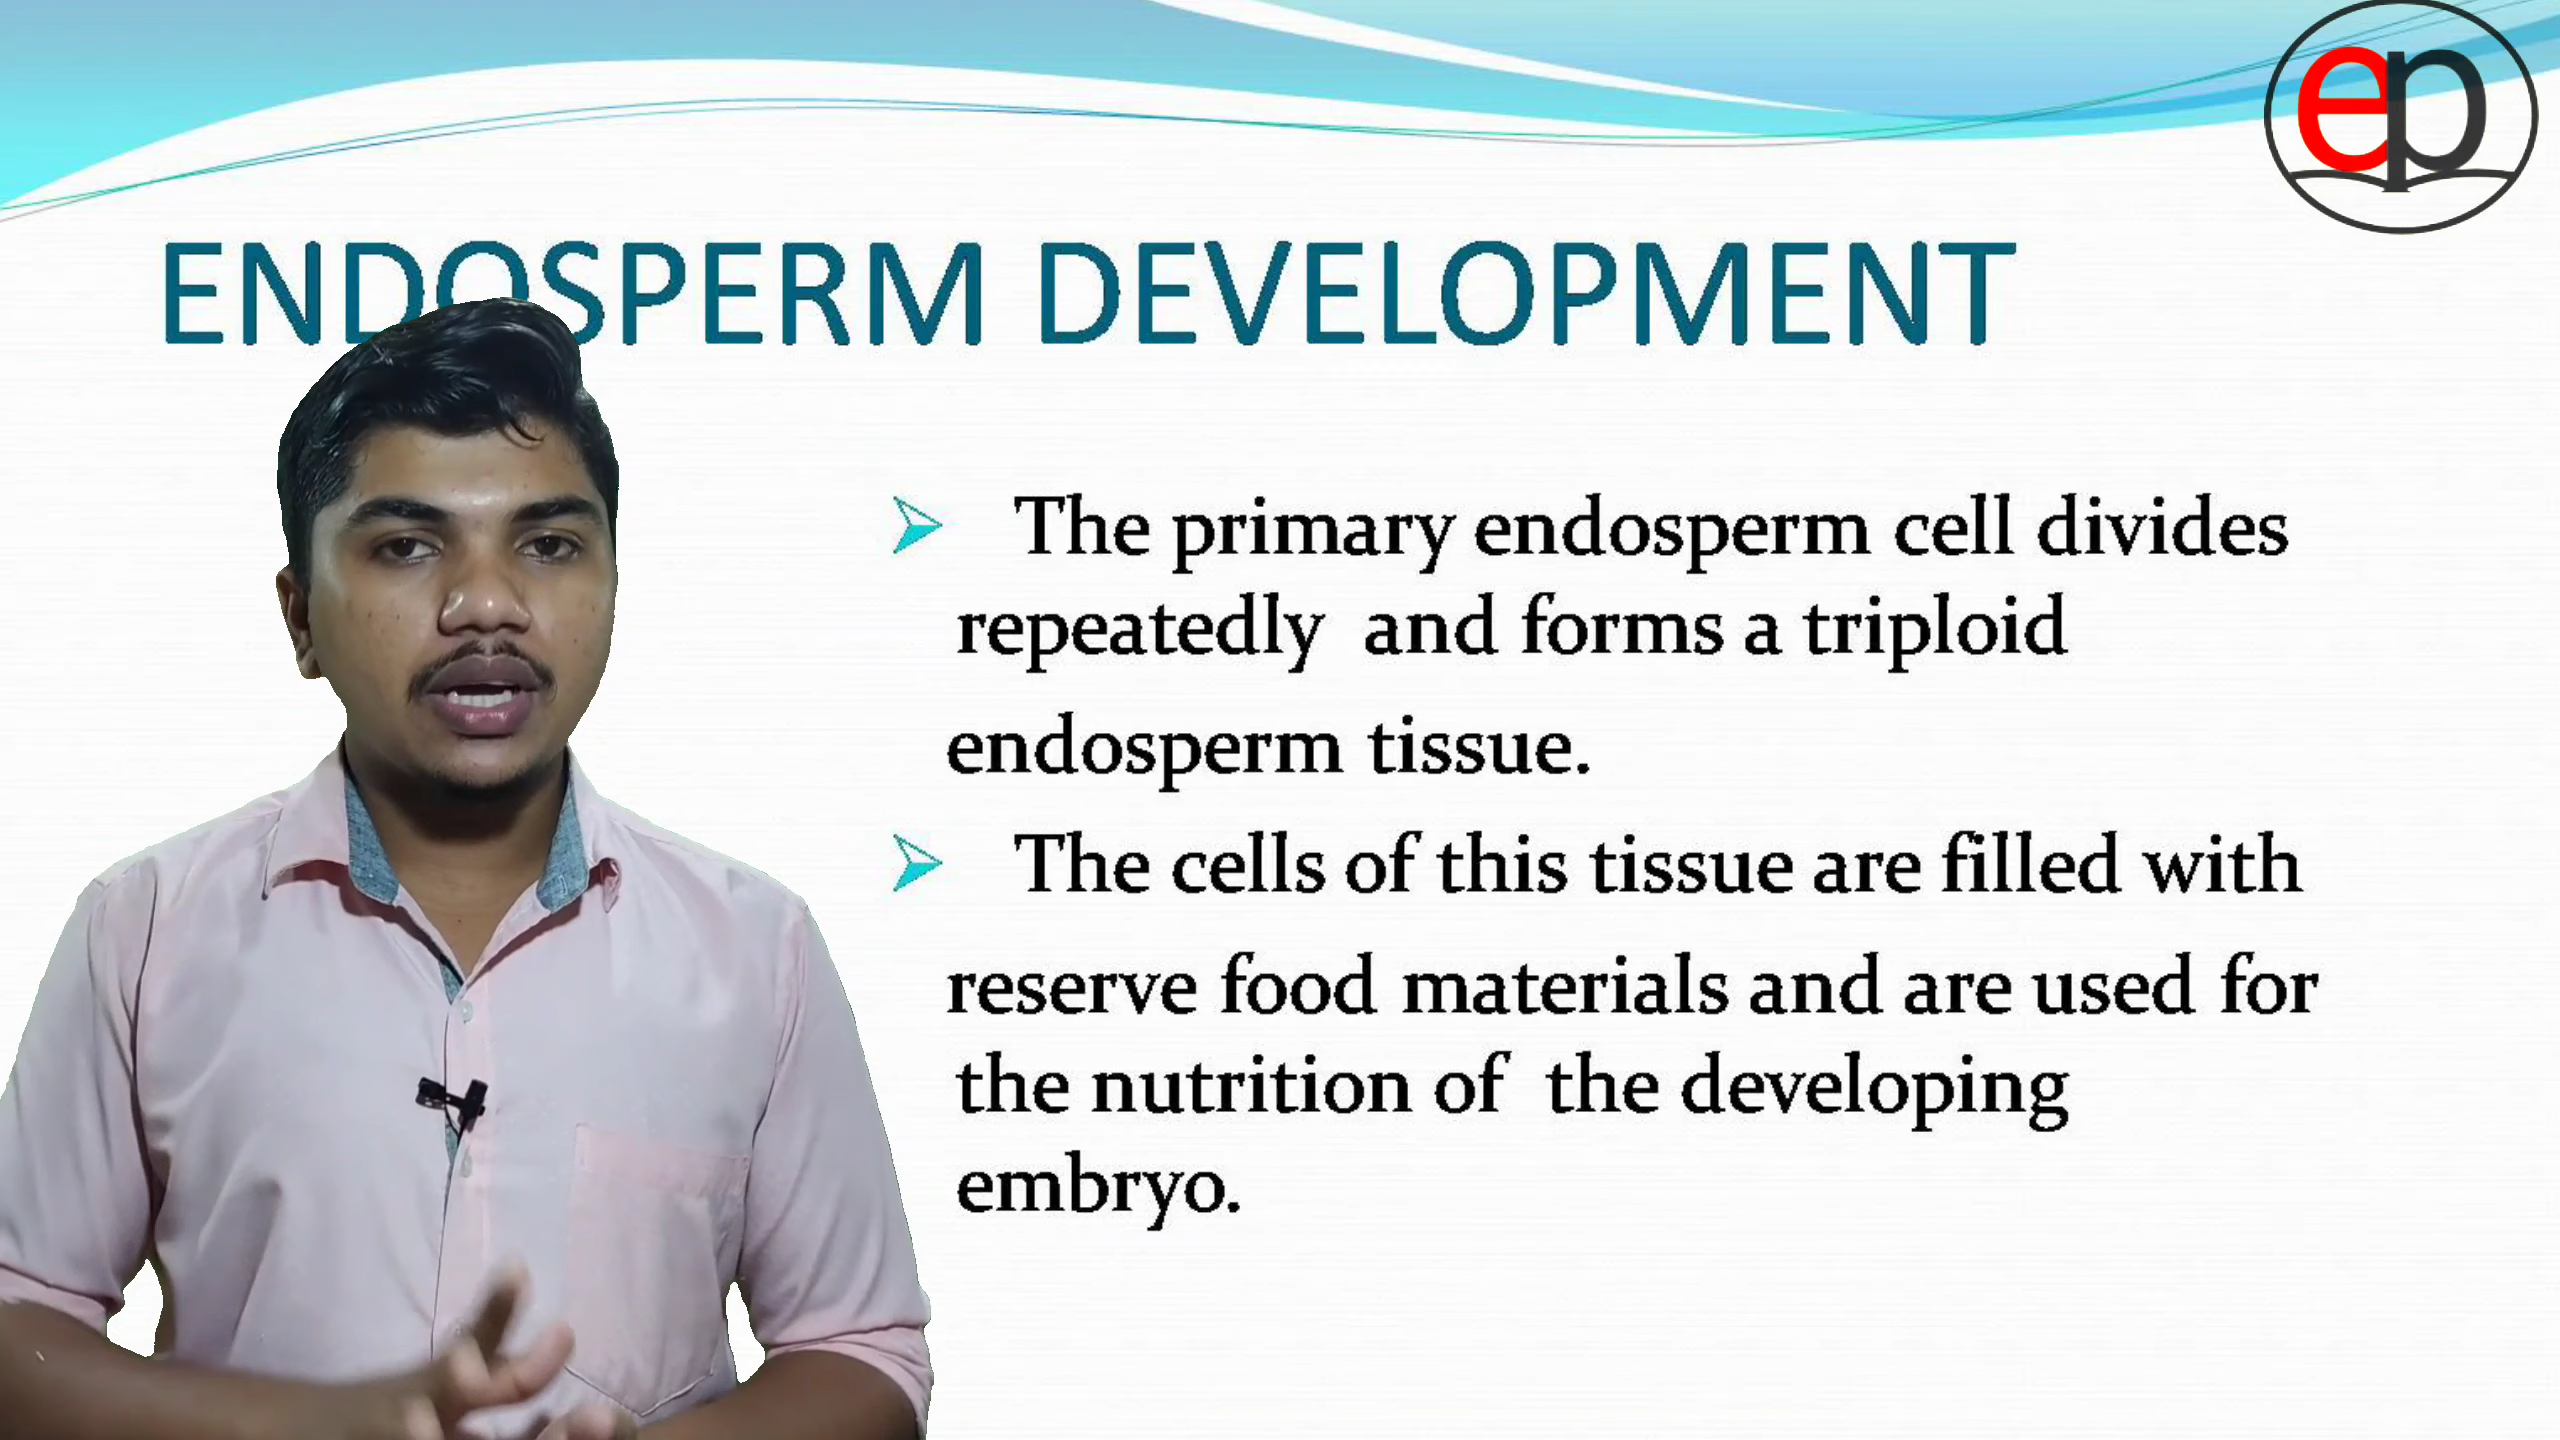 ep
ENDOSPERM DEVELOPMENT
The primary endosperm cell divides
repeatedly and forms a triploid
endosperm tissue.
The cells of this tissue are filled with
reserve food materials and are used for
the nutrition of the developing
embryo.